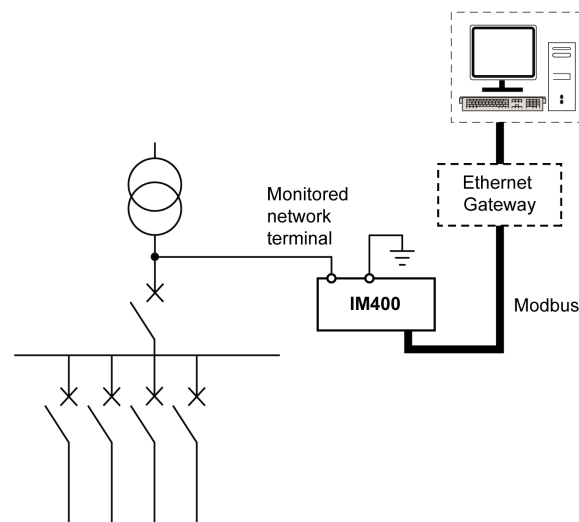 Ethernet
Gateway
Monitored
network
terminal
IM400
Modbus